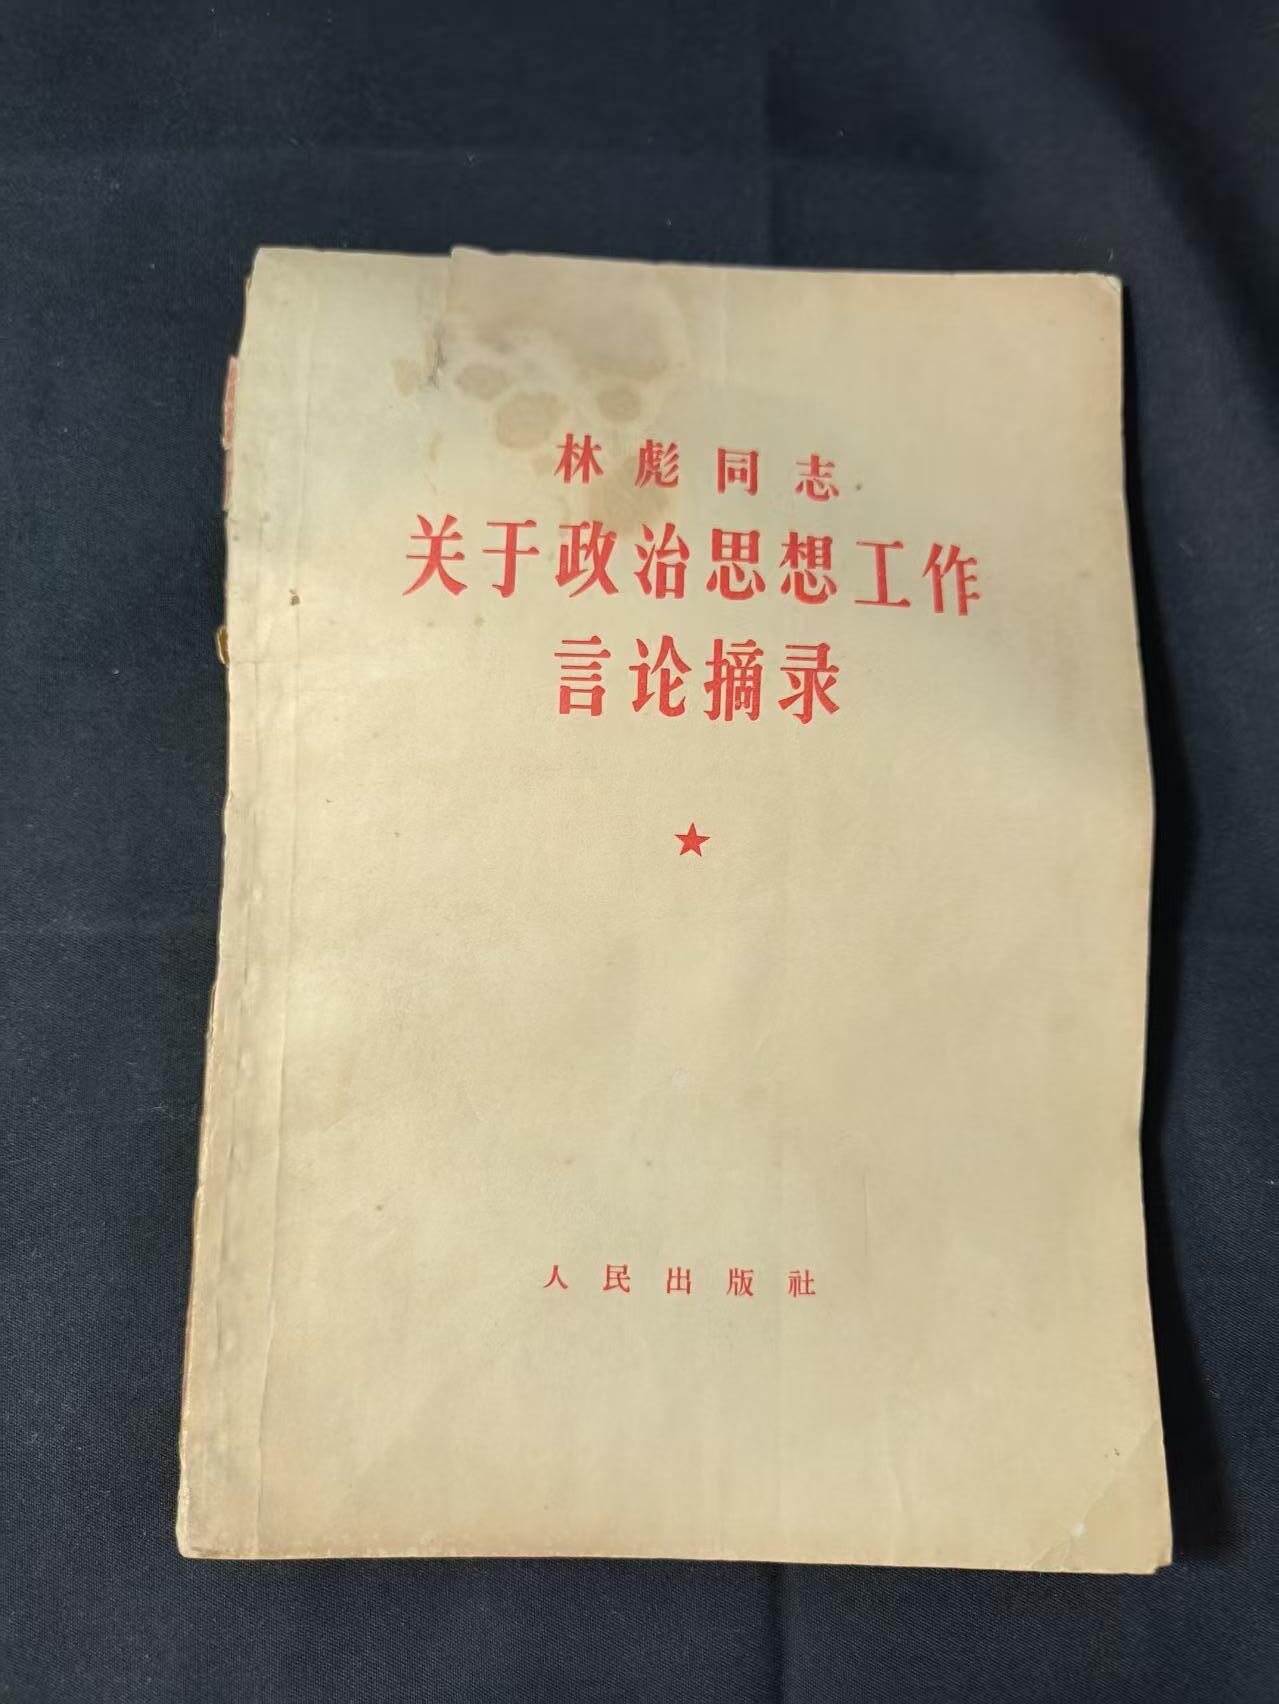 林彪同志
关于政治思想工作
言论摘录
人民出版社